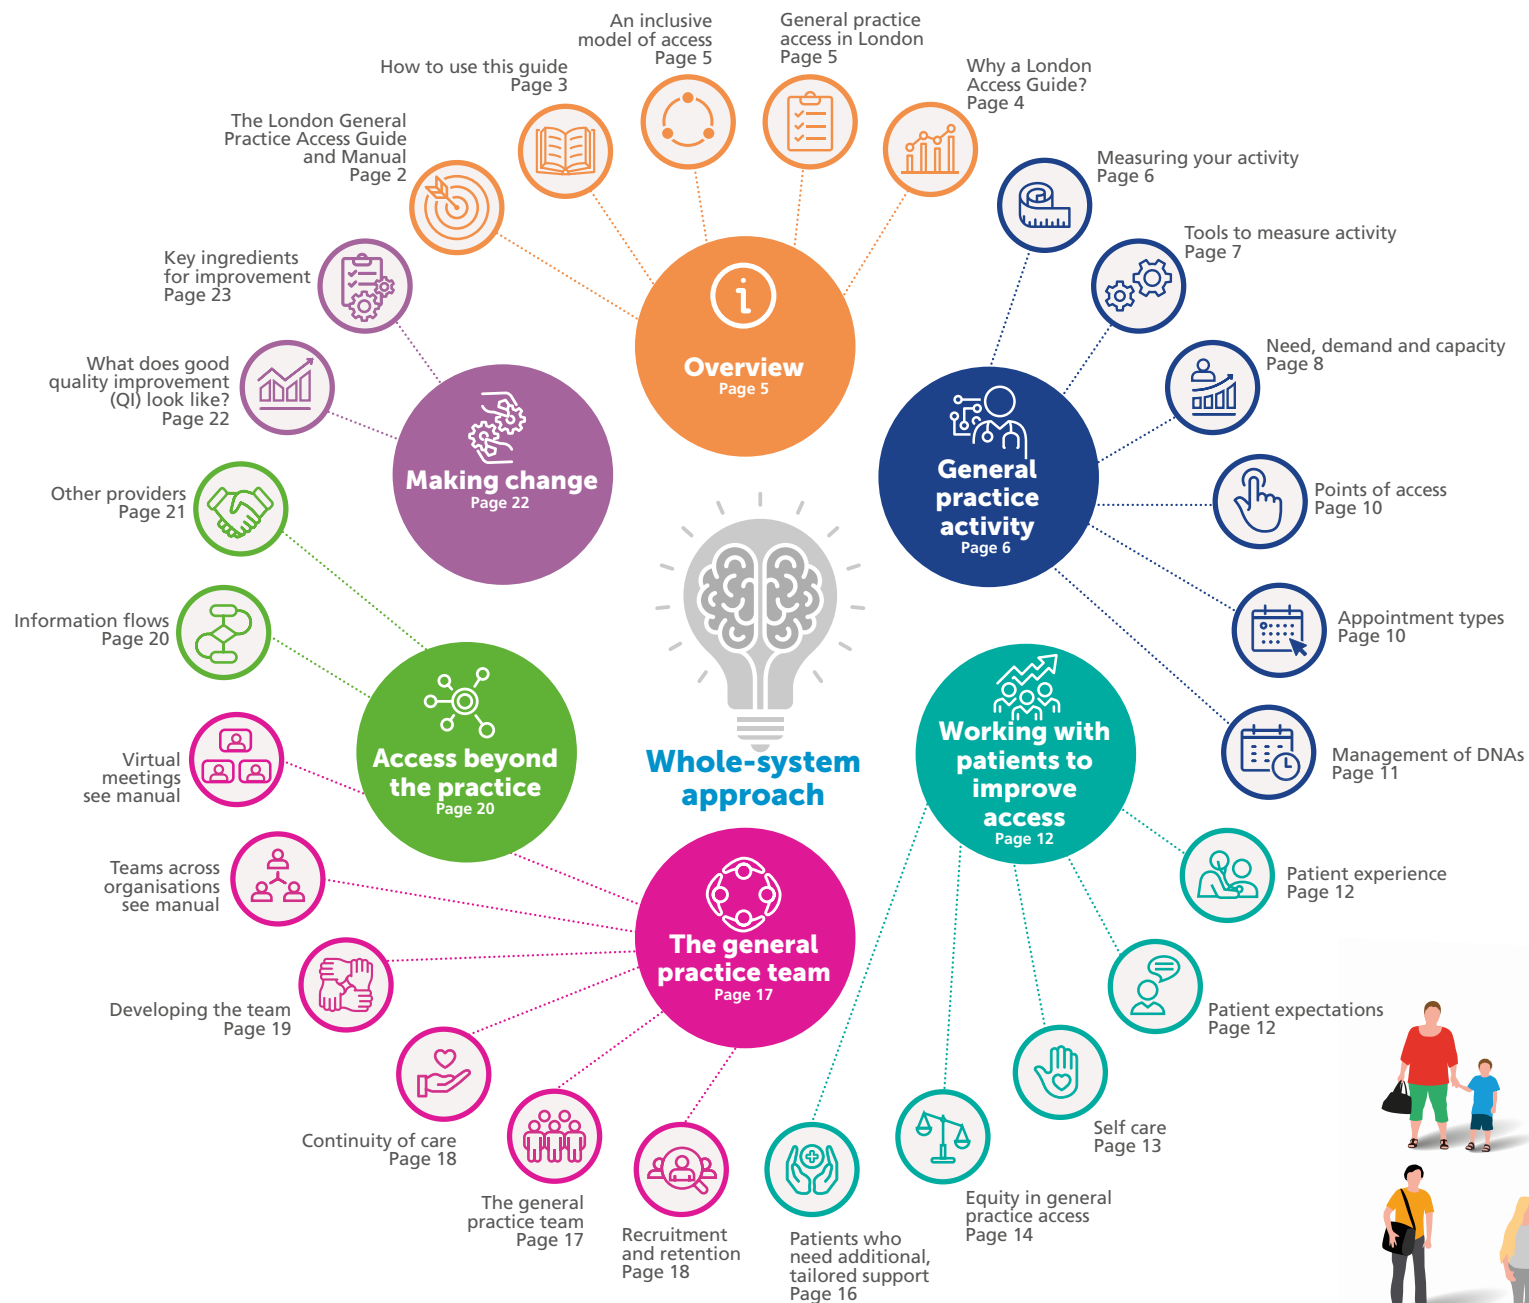 An inclusive
model of access
Page 5
General practice
access in London
Page 5
How to use this guide
Page 3
Why a London
Access Guide?
Page 4
The London General
Practice Access Guide
and Manual
Page 2
Measuring your activity
Page 6
Tools to measure activity
Page 7
Key ingredients
for improvement
Page 23
Need, demand and capacity
Page 8
What does good
quality improvement
(QI) look like?
Page 22
Overview
Page 5
Making change
Page 22
General
practice
activity
Page 6
Other providers
Page 21
Points of access
Page 10
Information flows
Page 20
Appointment types
Page 10
Virtual
meetings
see manual
Access beyond
the practice
Page 20
Whole-system
approach
Working with
patients to
improve
access
Page 12
Management of DNAs
Page 11
Teams across
organisations
see manual
Patient experience
Page 12
The general
practice team
Page 17
Developing the team
Page 19
Patient expectations
Page 12
Continuity of care
Page 18
Self care
Page 13
The general
practice team
Page 17
Recruitment
and retention
Page 18
Patients who
need additional,
tailored support
Page 16
Equity in general
practice access
Page 14